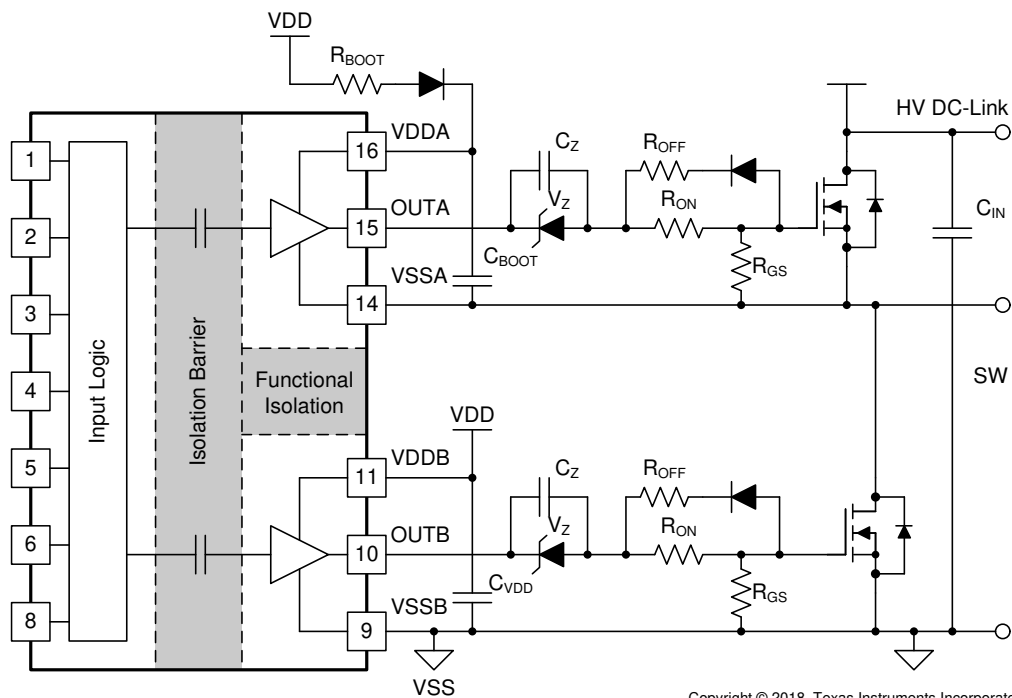 VDD
RBOOT
VDDA
16
OUTA
15
CZ
VZ
CBOOT
ROFF
RON
RGS
HV DC-Link
CIN
VSSA
14
1
2
3
4
5
6
8
Input Logic
Isolation Barrier
Functional
Isolation
SW
VDD
VDDB
11
OUTB
10
CZ
VZ
CVDD
ROFF
RON
RGS
VSSB
9
VSS
Copyright © 2018, Texas Instruments Incorporate